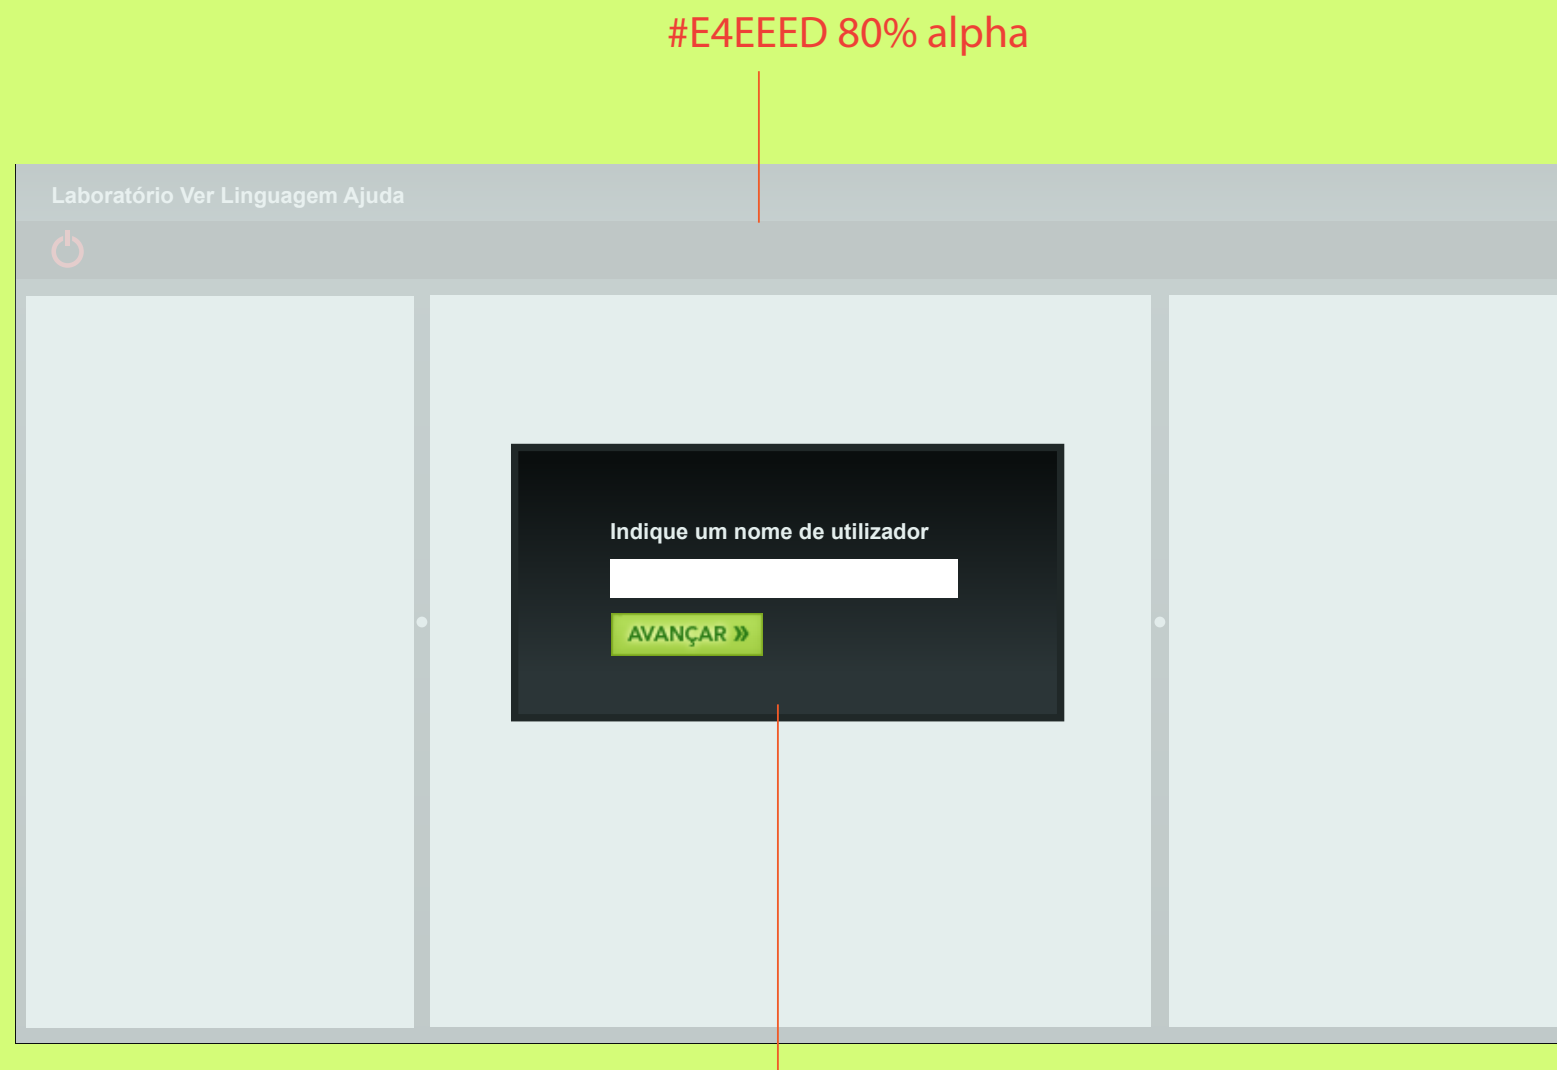 #E4EEED 80% alpha
Laboratório Ver Linguagem Ajuda
Indique um nome de utilizador
AVANÇAR »